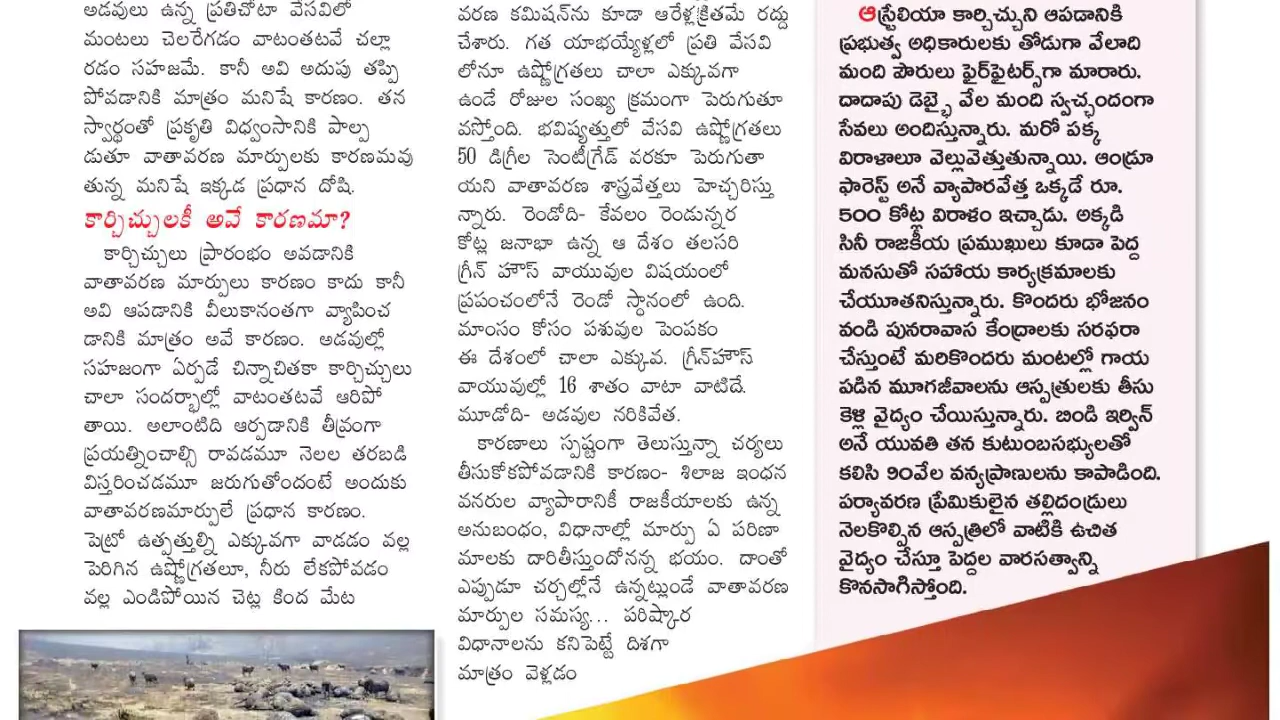 అడవులు ఉన్న ప్రతిచోటా వేసవిలో
మంటలు చెలరేగడం వాటంతటవే చల్లా
రడం సహజమే. కానీ అవి అదుపు తప్పి
పోవడానికి మాత్రం మనిషే కారణం. తన
స్వార్థంతో ప్రకృతి విధ్వంసానికి పాల్ప
డుతూ వాతావరణ మార్పులకు కారణమవు
తున్న మనిషే ఇక్కడ ప్రధాన దోషి.
కార్చిచ్చులకీ అవే కారణమా?
కార్చిచ్చులు ప్రారంభం అవడానికి
వాతావరణ మార్పులు కారణం కాదు కానీ
అవి ఆపడానికి వీలుకానంతగా వ్యాపించ
డానికి మాత్రం అవే కారణం. అడవుల్లో
సహజంగా ఏర్పడే చిన్నాచితకా కార్చిచ్చులు
చాలా సందర్భాల్లో వాటంతటవే ఆరిపో
తాయి. అలాంటిది ఆర్పడానికి తీవ్రంగా
ప్రయత్నించాల్సి రావడమూ నెలల తరబడి
విస్తరించడమూ జరుగుతోందంటే అందుకు
వాతావరణమార్పులే ప్రధాన కారణం.
పెట్రో ఉత్పత్తుల్ని ఎక్కువగా వాడడం వల్ల
పెరిగిన ఉష్ణోగ్రతలూ, నీరు లేకపోవడం
వల్ల ఎండిపోయిన చెట్ల కింద మేట
వరణ కమిషన్‌ను కూడా ఆరేళ్లక్రితమే రద్దు
చేశారు. గత యాభయ్యేళ్లలో ప్రతి వేసవి
లోనూ ఉష్ణోగ్రతలు చాలా ఎక్కువగా
ఉండే రోజుల సంఖ్య క్రమంగా పెరుగుతూ
వస్తోంది. భవిష్యత్తులో వేసవి ఉష్ణోగ్రతలు
50 డిగ్రీల సెంటీగ్రేడ్ వరకూ పెరుగుతా
యని వాతావరణ శాస్త్రవేత్తలు హెచ్చరిస్తు
న్నారు. రెండోది- కేవలం రెండున్నర
కోట్ల జనాభా ఉన్న ఆ దేశం తలసరి
గ్రీన్ హౌస్ వాయువుల విషయంలో
ప్రపంచంలోనే రెండో స్థానంలో ఉంది.
మాంసం కోసం పశువుల పెంపకం
ఈ దేశంలో చాలా ఎక్కువ. గ్రీన్‌హౌస్
వాయువుల్లో 16 శాతం వాటా వాటిదే.
మూడోది- అడవుల నరికివేత.
కారణాలు స్పష్టంగా తెలుస్తున్నా చర్యలు
తీసుకోకపోవడానికి కారణం- శిలాజ ఇంధన
వనరుల వ్యాపారానికీ రాజకీయాలకు ఉన్న
అనుబంధం, విధానాల్లో మార్పు ఏ పరిణా
మాలకు దారితీస్తుందోనన్న భయం. దాంతో
ఎప్పుడూ చర్చల్లోనే ఉన్నట్లుండే వాతావరణ
మార్పుల సమస్య... పరిష్కార
విధానాలను కనిపెట్టే దిశగా
మాత్రం వెళ్లడం
ఆస్ట్రేలియా కార్చిచ్చుని ఆపడానికి
ప్రభుత్వ అధికారులకు తోడుగా వేలాది
మంది పౌరులు ఫైర్‌ఫైటర్స్‌గా మారారు.
దాదాపు డెబ్భై వేల మంది స్వచ్ఛందంగా
సేవలు అందిస్తున్నారు. మరో పక్క
విరాళాలూ వెల్లువెత్తుతున్నాయి. ఆండ్రూ
ఫారెస్ట్ అనే వ్యాపారవేత్త ఒక్కడే రూ.
500 కోట్ల విరాళం ఇచ్చాడు. అక్కడి
సినీ రాజకీయ ప్రముఖులు కూడా పెద్ద
మనసుతో సహాయ కార్యక్రమాలకు
చేయూతనిస్తున్నారు. కొందరు భోజనం
వండి పునరావాస కేంద్రాలకు సరఫరా
చేస్తుంటే మరికొందరు మంటల్లో గాయ
పడిన మూగజీవాలను ఆస్పత్రులకు తీసు
కెళ్లి వైద్యం చేయిస్తున్నారు. బిండి ఇర్విన్
అనే యువతి తన కుటుంబసభ్యులతో
కలిసి 90వేల వన్యప్రాణులను కాపాడింది.
పర్యావరణ ప్రేమికులైన తల్లిదండ్రులు
నెలకొల్పిన ఆస్పత్రిలో వాటికి ఉచిత
వైద్యం చేస్తూ పెద్దల వారసత్వాన్ని
కొనసాగిస్తోంది.